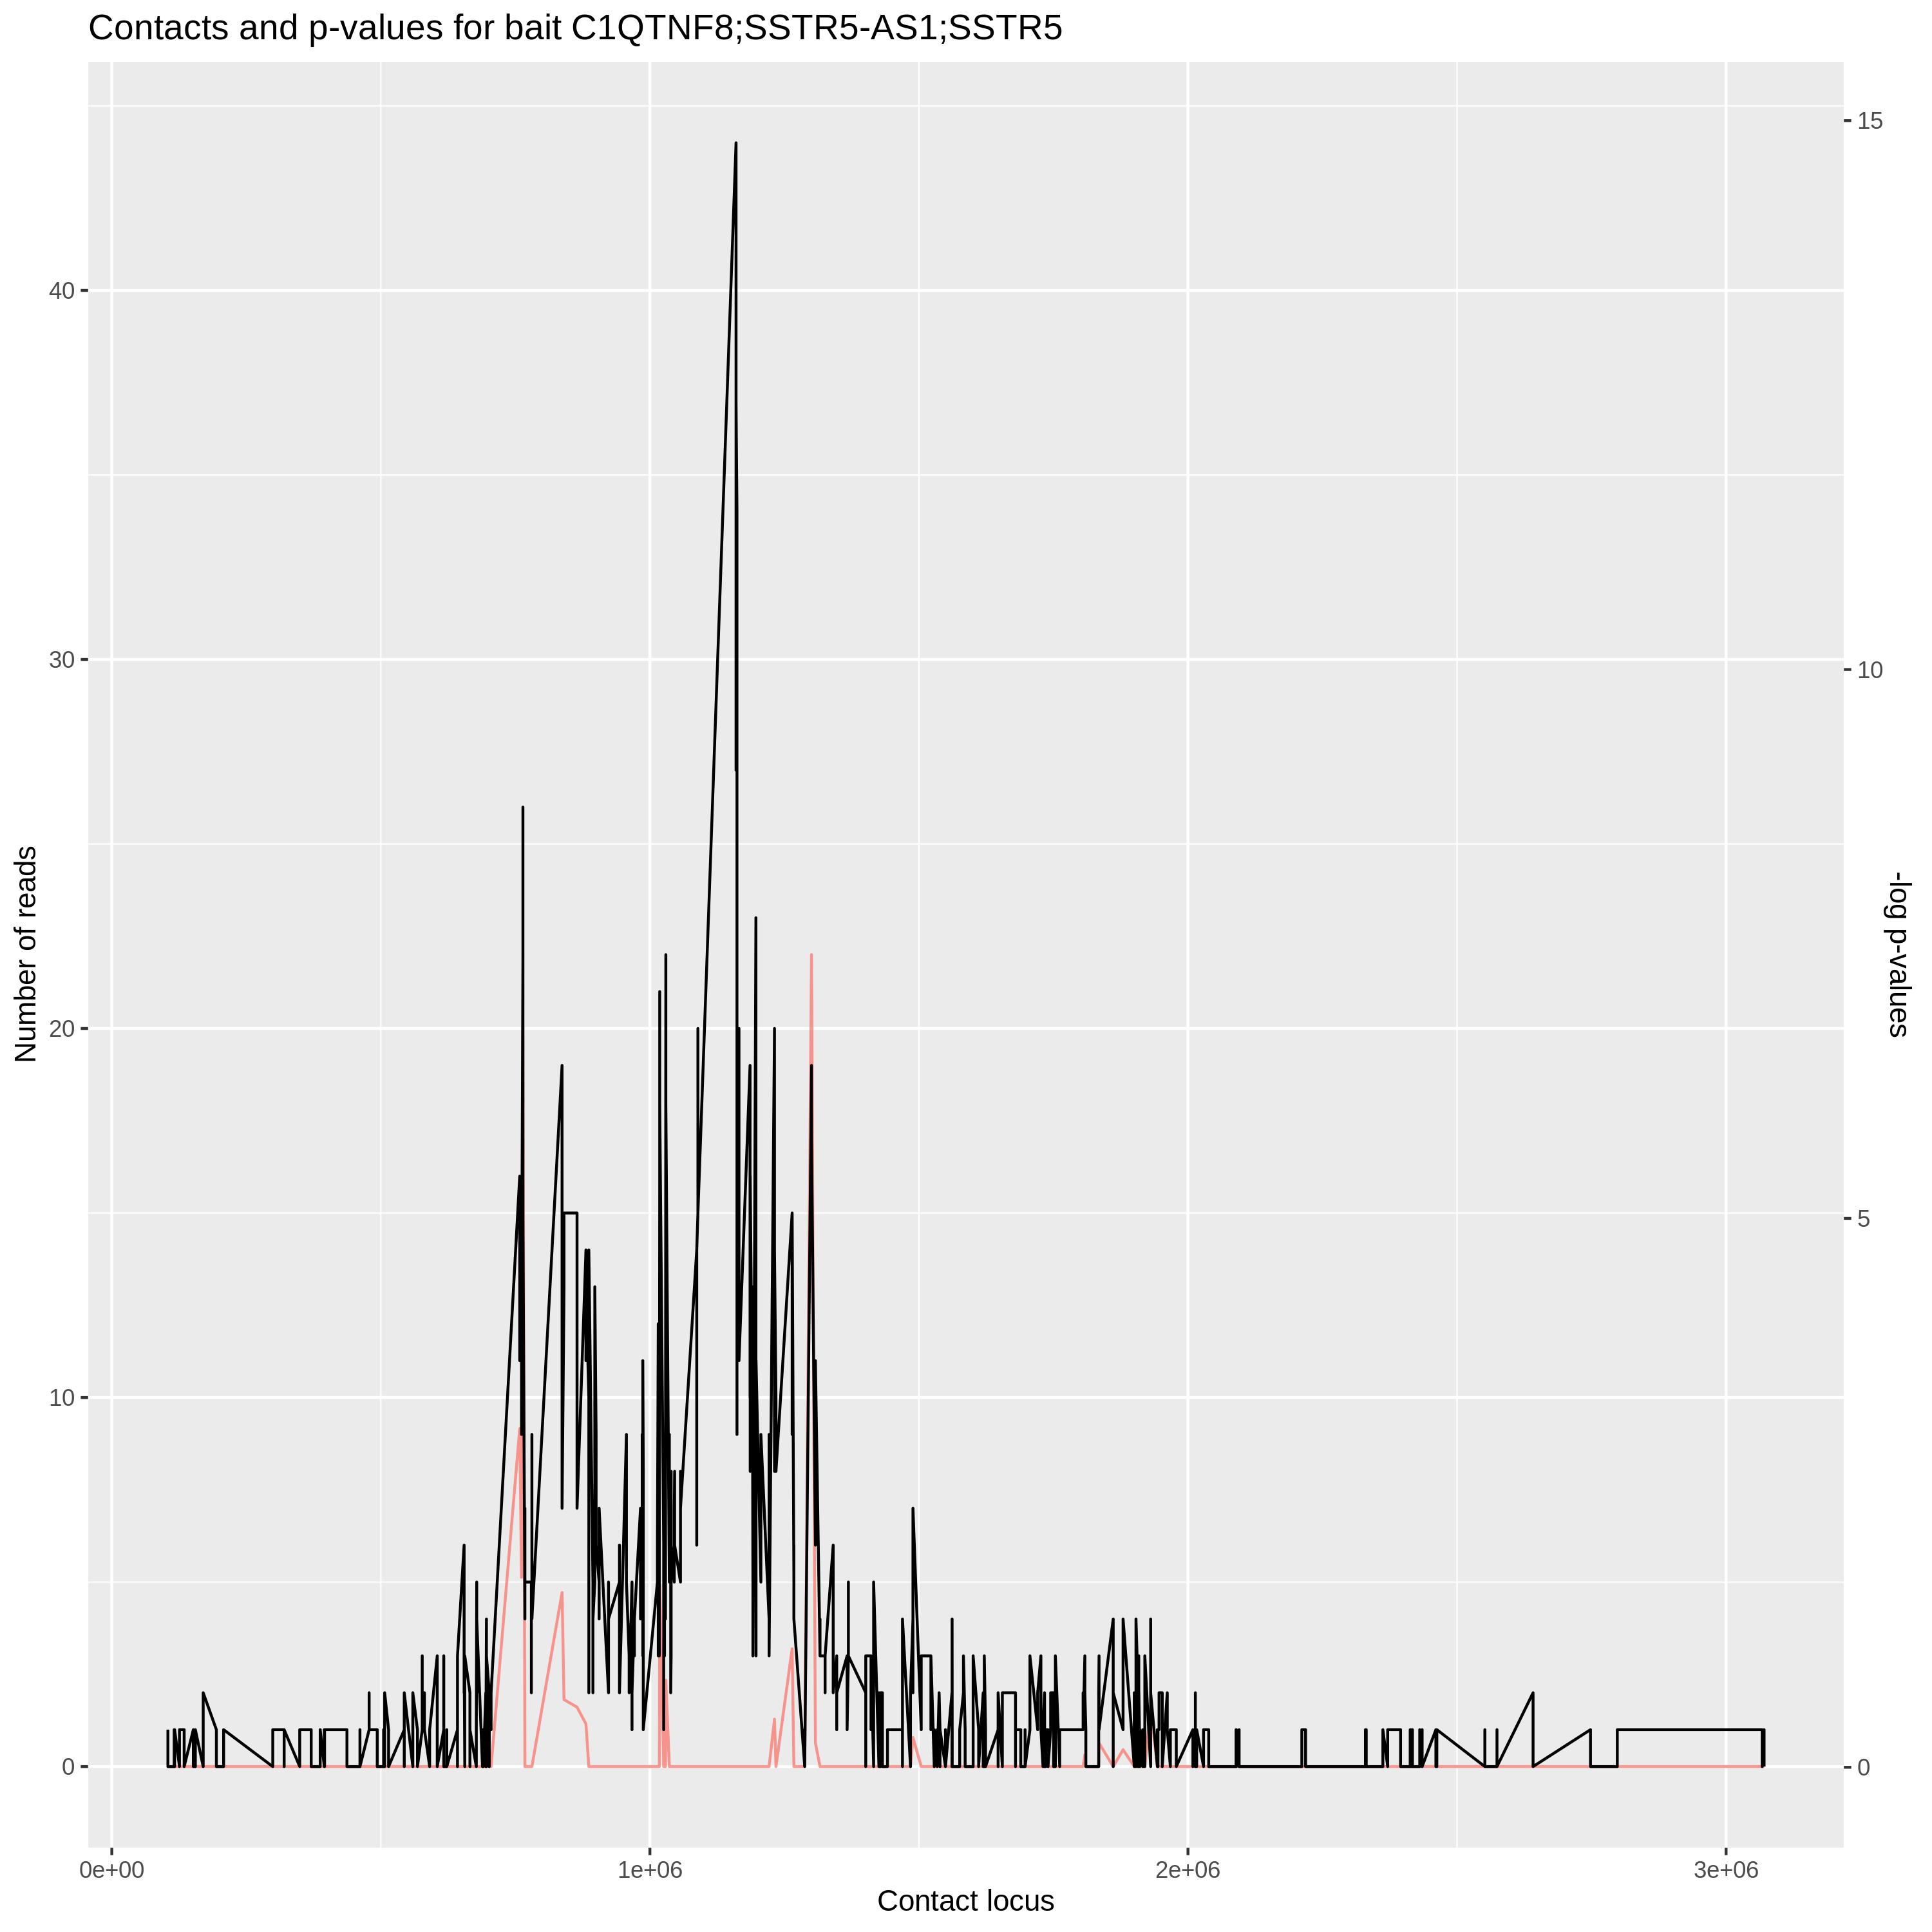 Contacts and p-values for bait C1QTNF8;SSTR5-AS1;SSTR5
Number of reads
40
30
20
10
0
15
10
5
0
-log p-values
0e+00
1e+06
2e+06
3e+06
Contact locus